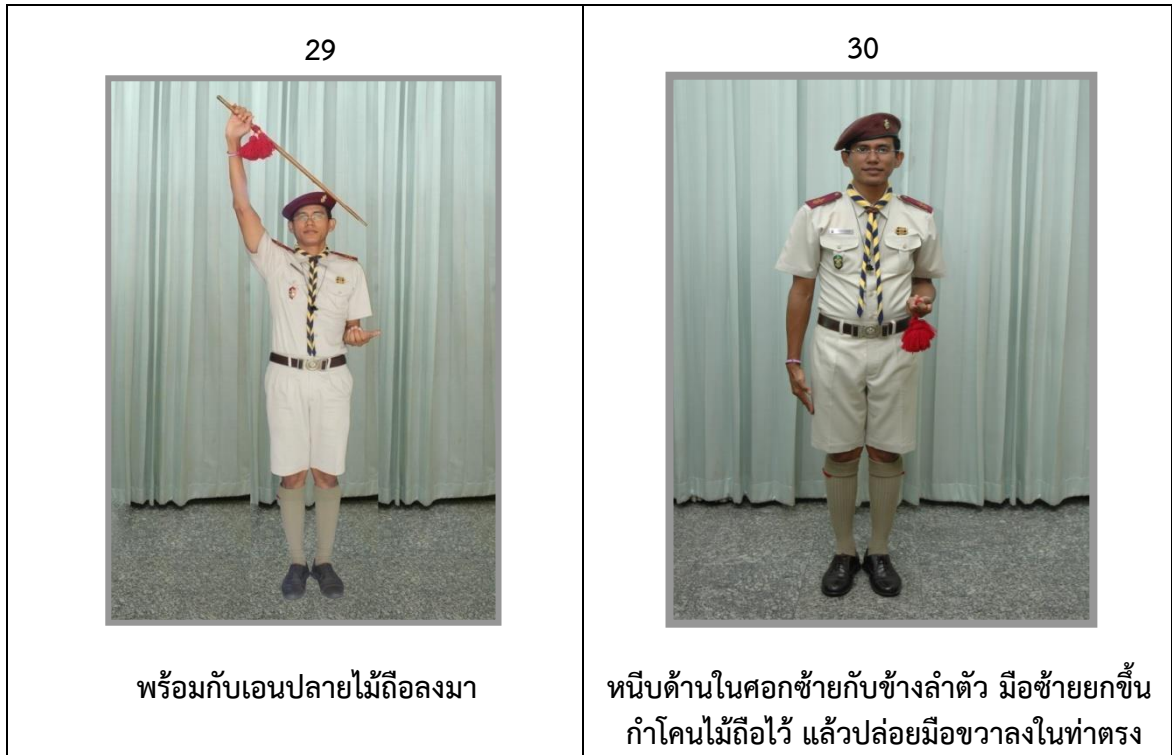 29
พร้อมกับเอนปลายไม้ถือลงมา
30
หนีบด้านในศอกซ้ายกับข้างลำตัว มือซ้ายยกขึ้น
กำโคนไม้ถือไว้ แล้วปล่อยมือขวาลงในท่าตรง